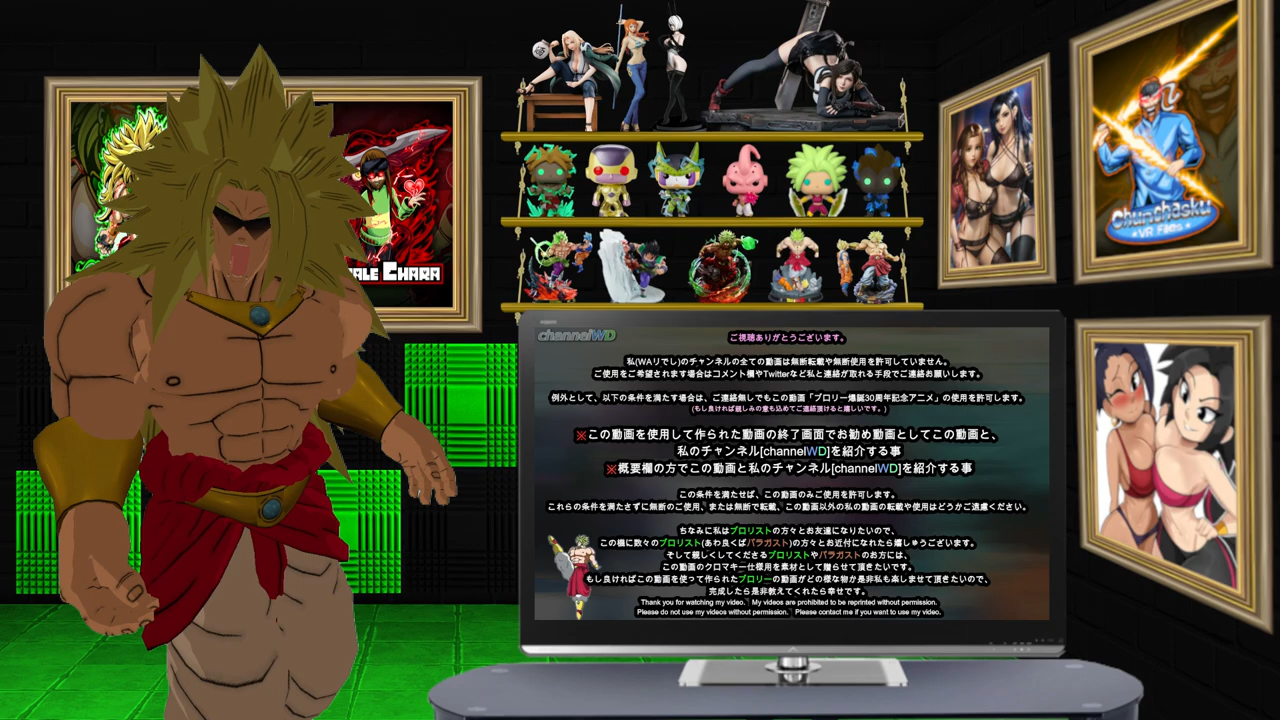 ALE CHARA
Chunchasku
VR Files
channelWD
ご視聴ありがとうございます。
私(WAリでし)のチャンネルの全ての動画は無断転載や無断使用を許可していません。
ご使用をご希望されます場合はコメント欄やTwitterなど私と連絡が取れる手段でご連絡お願いします。
例外として、以下の条件を満たす場合は、ご連絡無しでもこの動画「ブロリー爆誕30周年記念アニメ」の使用を許可します。
(もし良ければ親しみの意も込めてご連絡頂けると嬉しいです。)
※この動画を使用して作られた動画の終了画面でお勧め動画としてこの動画と、
私のチャンネル[channelWD]を紹介する事
※概要欄の方でこの動画と私のチャンネル[channelWD]を紹介する事
この条件を満たせば、この動画のみご使用を許可します。
これらの条件を満たさずに無断のご使用、または無断で転載、この動画以外の私の動画の転載や使用はどうかご遠慮ください。
ちなみに私はブロリストの方々とお友達になりたいので、
この機に数々のブロリスト(あわ良くばパラガスト)の方々とお近付になれたら嬉しゅうございます。
そして親しくしてくださるブロリストやパラガストのお方には、
この動画のクロマキー仕様用を素材として贈らせて頂きたいです。
もし良ければこの動画を使って作られたブロリーの動画がどの様な物か是非私も楽しませて頂きたいので、
完成したら是非教えてくれたら幸せです。
Thank you for watching my video. My videos are prohibited to be reprinted without permission.
Please do not use my videos without permission. Please contact me if you want to use my video.